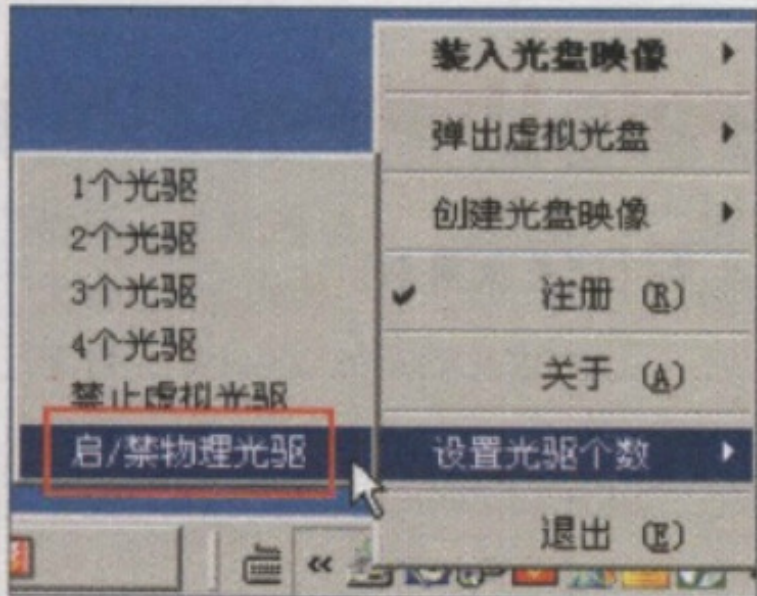 装入光盘映像
弹出虚拟光盘
创建光盘映像
注册 (R)
关于 (A)
设置光驱个数
退出 (E)
1个光驱
2个光驱
3个光驱
4个光驱
禁止虚拟光驱
启/禁物理光驱
«